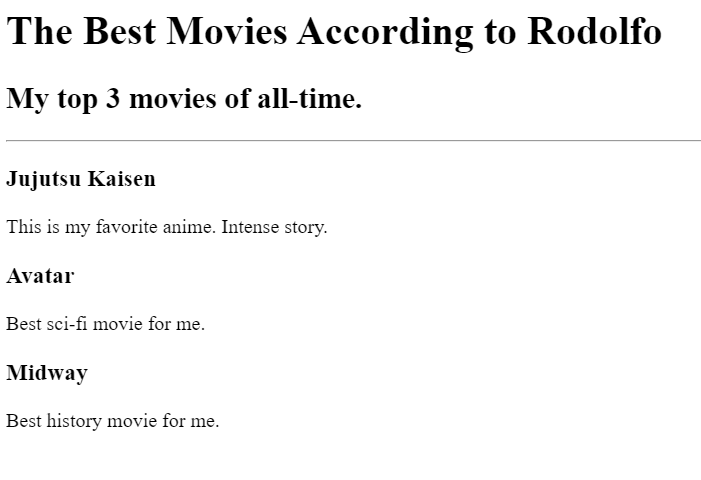 The Best Movies According to Rodolfo
My top 3 movies of all-time.
Jujutsu Kaisen
This is my favorite anime. Intense story.
Avatar
Best sci-fi movie for me.
Midway
Best history movie for me.